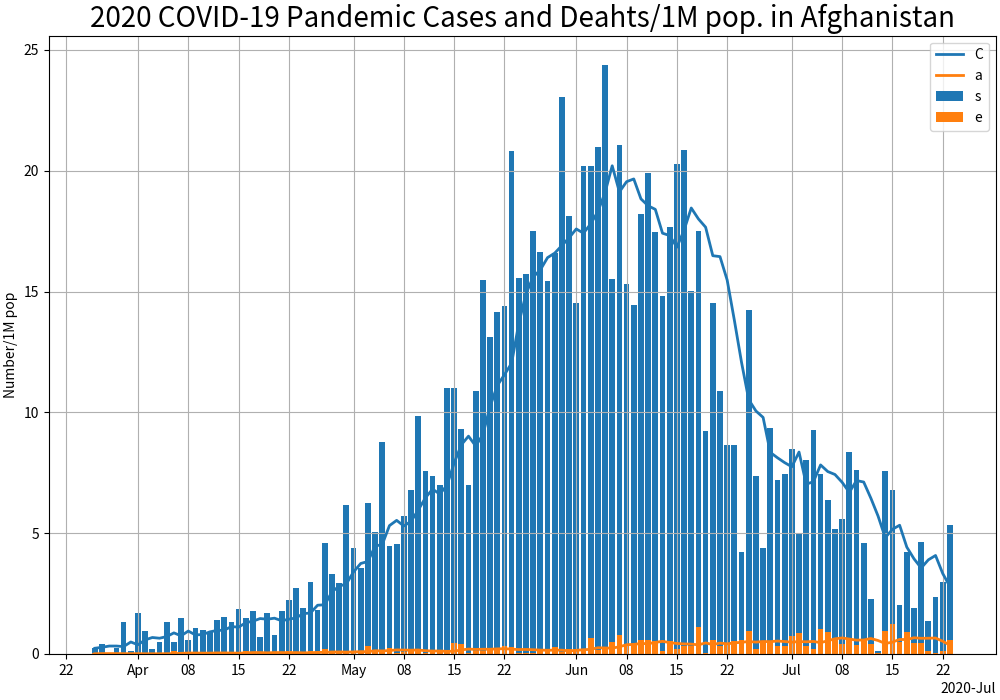 2020 COVID-19 Pandemic Cases and Deahts/1M pop. in Afghanistan
C
a
s
e
Number/1M pop
25
20
15
10
5
0
22 Apr 08 15 22 May 08 15 22 Jun 08 15 22 Jul 08 15 22
2020-Jul